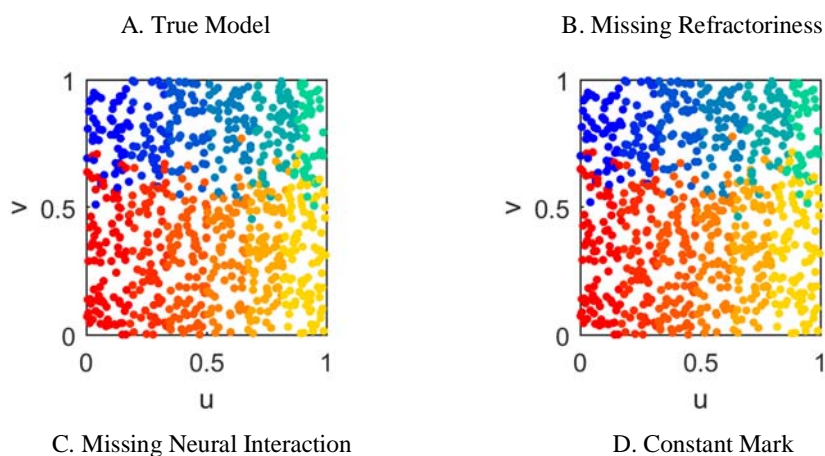 A. True Model
B. Missing Refractoriness
1
v
0.5
0
0
0.5
1
u
1
v
0.5
0
0
0.5
1
u
C. Missing Neural Interaction
D. Constant Mark